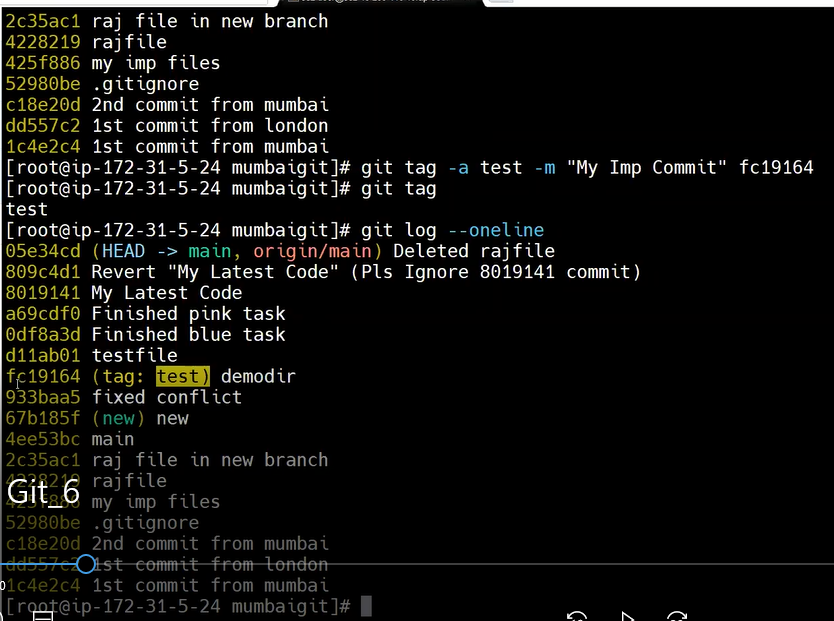 2c35ac1 raj file in new branch
4228219 rajfile
425f886 my imp files
52980be .gitignore
c18e20d 2nd commit from mumbai
dd557c2 1st commit from london
1c4e2c4 1st commit from mumbai
[root@ip-172-31-5-24 mumbaigit]# git tag -a test -m "My Imp Commit" fc19164
[root@ip-172-31-5-24 mumbaigit]# git tag
test
[root@ip-172-31-5-24 mumbaigit]# git log --oneline
05e34cd (HEAD -> main, origin/main) Deleted rajfile
809c4d1 Revert "My Latest Code" (Pls Ignore 8019141 commit)
8019141 My Latest Code
a69cdf0 Finished pink task
0df8a3d Finished blue task
d11ab01 testfile
fc19164 (tag: test) demodir
933baa5 fixed conflict
67b185f (new) new
4ee53bc main
2c35ac1 raj file in new branch
4228219 rajfile
Git_6
425f886 my imp files
52980be .gitignore
c18e20d 2nd commit from mumbai
dd557c2 1st commit from london
1c4e2c4 1st commit from mumbai
[root@ip-172-31-5-24 mumbaigit]#